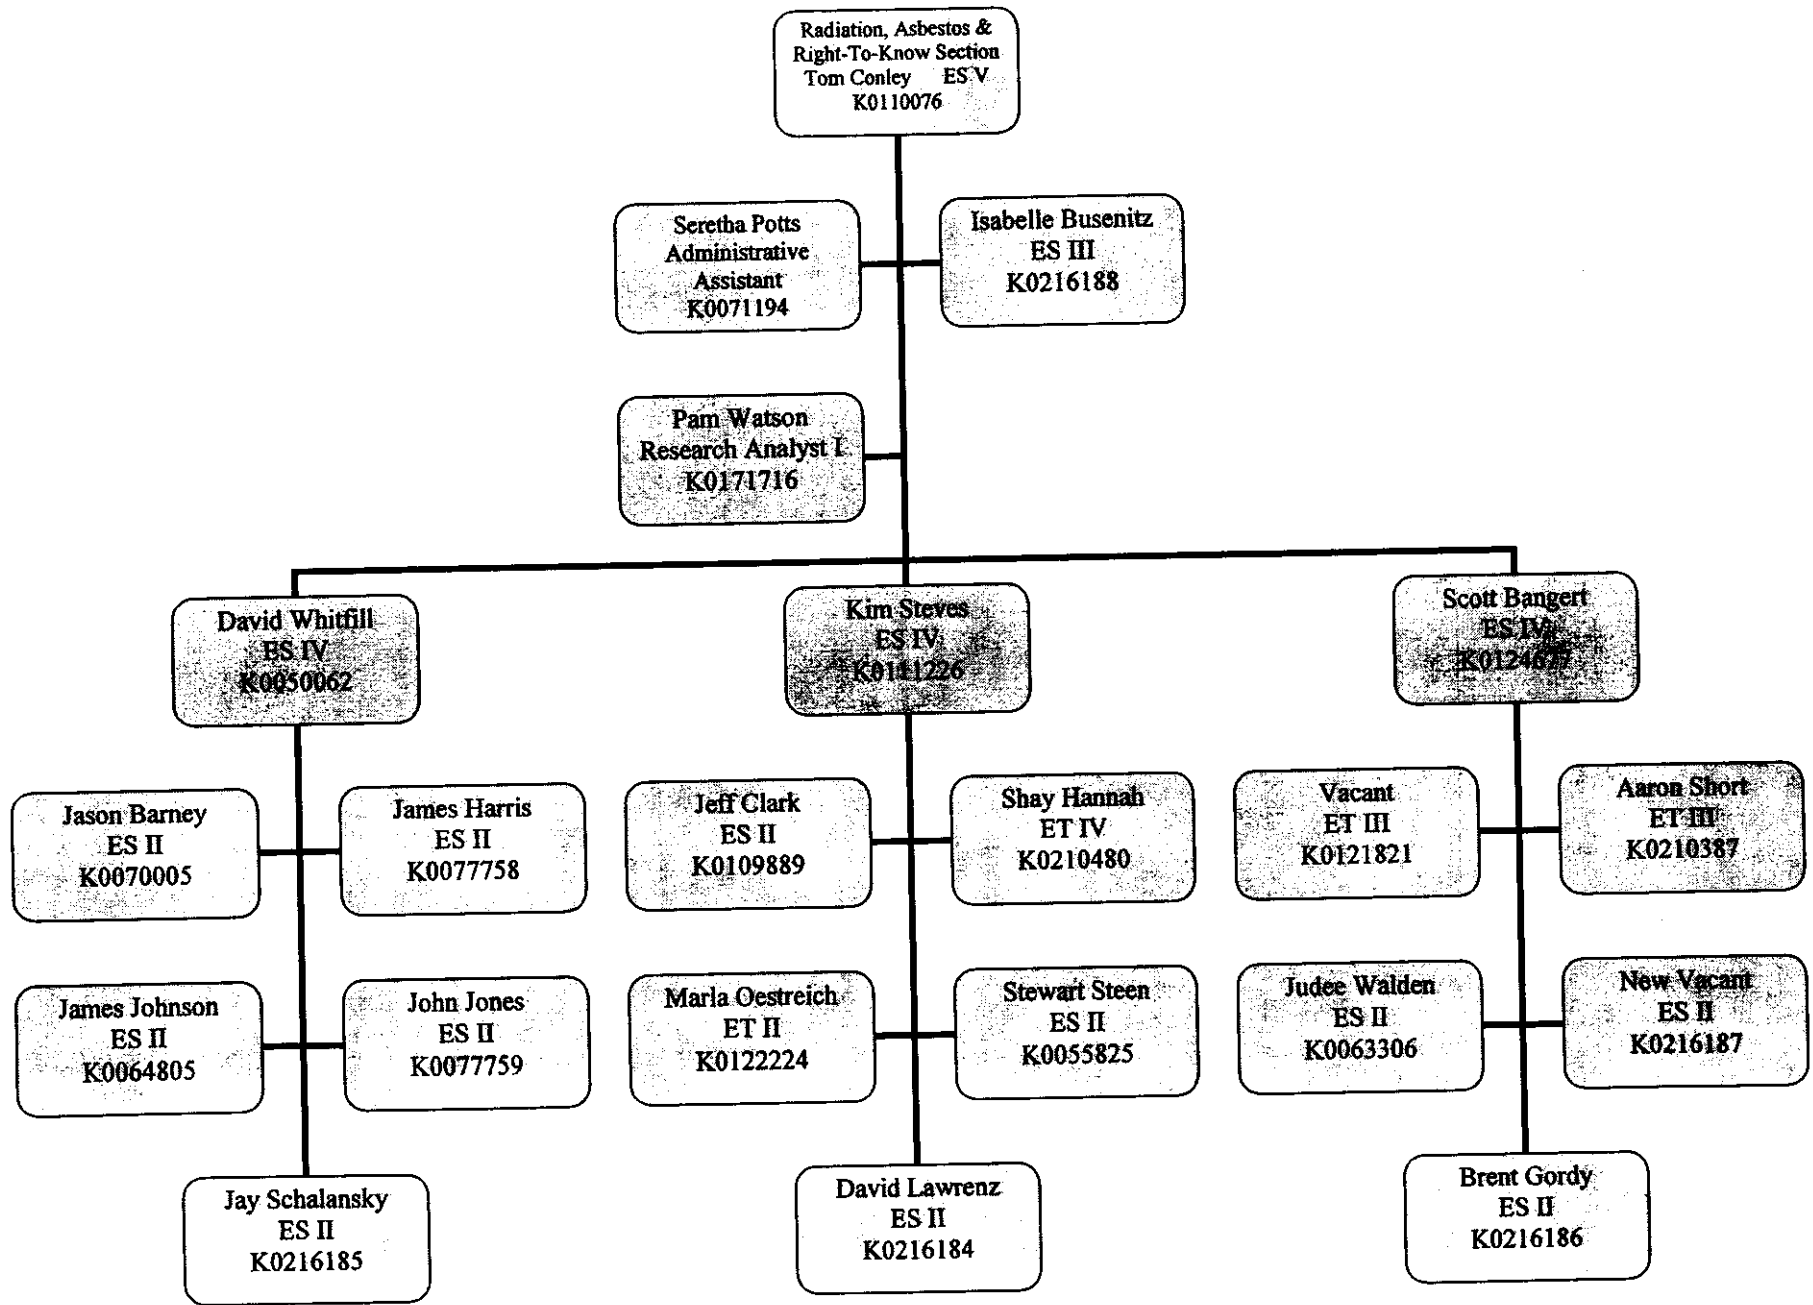 Radiation, Asbestos &
Right-To-Know Section
Tom Conley ES V
K0110076
Seretha Potts
Administrative
Assistant
K0071194
Isabelle Busenitz
ES III
K0216188
Pam Watson
Research Analyst I
K0171716
David Whitfill
ES IV
K0050062
Kim Steves
ES IV
K0111226
Scott Bangert
ES IV
Jason Barney
ES II
K0070005
James Harris
ES II
K0077758
Jeff Clark
ES II
K0109889
Shay Hannah
ET IV
K0210480
Vacant
ET III
K0121821
Aaron Short
ET III
K0210387
James Johnson
ES II
K0064805
John Jones
ES II
K0077759
Marla Oestreich
ET II
K0122224
Stewart Steen
ES II
K0055825
Judee Walden
ES II
K0063306
New Vacant
ES II
K0216187
Jay Schalansky
ES II
K0216185
David Lawrenz
ES II
K0216184
Brent Gordy
ES II
K0216186